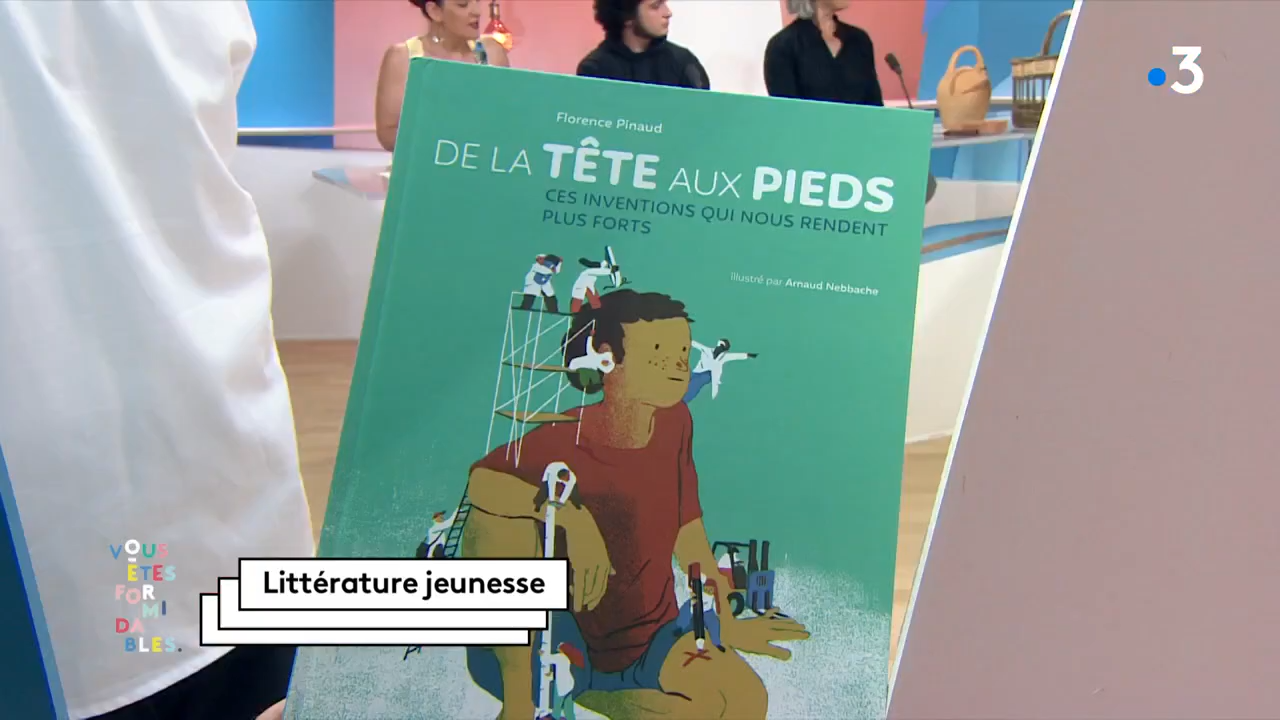 3
Florence Pinaud
DE LA TÊTE AUX PIEDS
CES INVENTIONS QUI NOUS RENDENT
PLUS FORTS
Illustré par Arnaud Nebbache
VOUS
ÊTES
FOR
MI
DA
BLES.
Littérature jeunesse